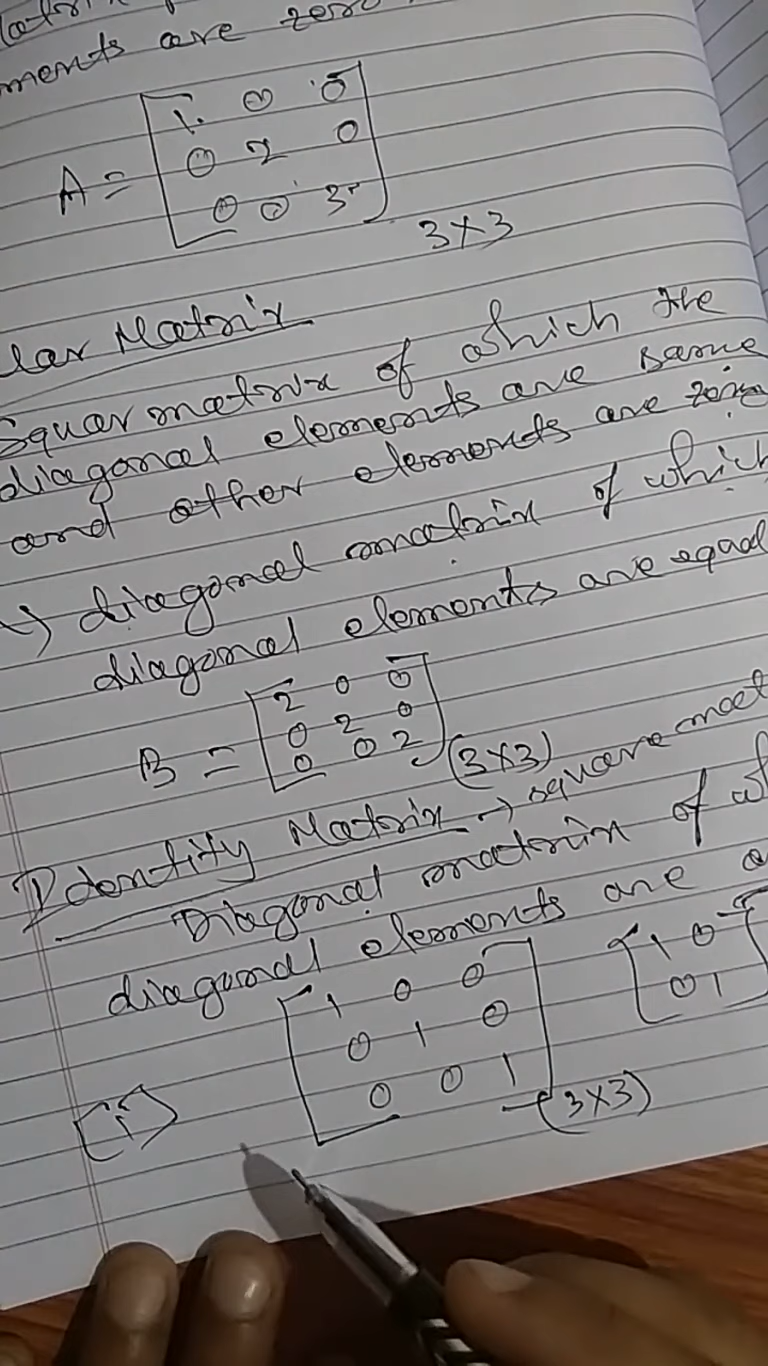 ments are zero
A = [1. 0 0
0 2 0
0 0 3]
3×3
lar Matrix
Squar matrix of which the
diagonal elements are same
and other elements are
diagonal matrix of which
diagonal elements are equal
B = [2 0 0
0 2 0
0 0 2] (3×3)
Identity Matrix → square mat
Diagonal matrix of wh
diagonal elements are
[1 0 0
0 1 0
0 0 1] (3×3)
[1 0
0 1
[i]